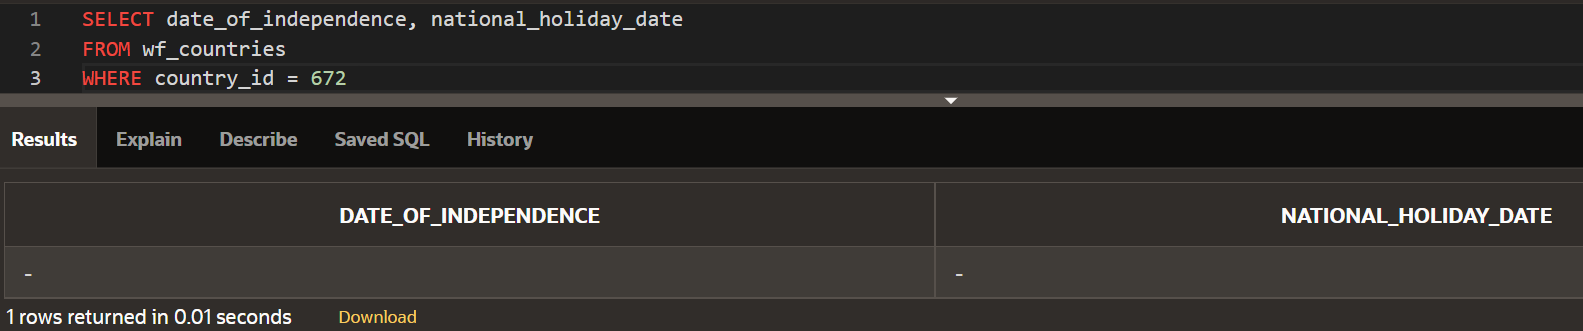 1 SELECT date_of_independence, national_holiday_date
2 FROM wf_countries
3 WHERE country_id = 672
Results Explain Describe Saved SQL History
DATE_OF_INDEPENDENCE NATIONAL_HOLIDAY_DATE
- -
1 rows returned in 0.01 seconds Download